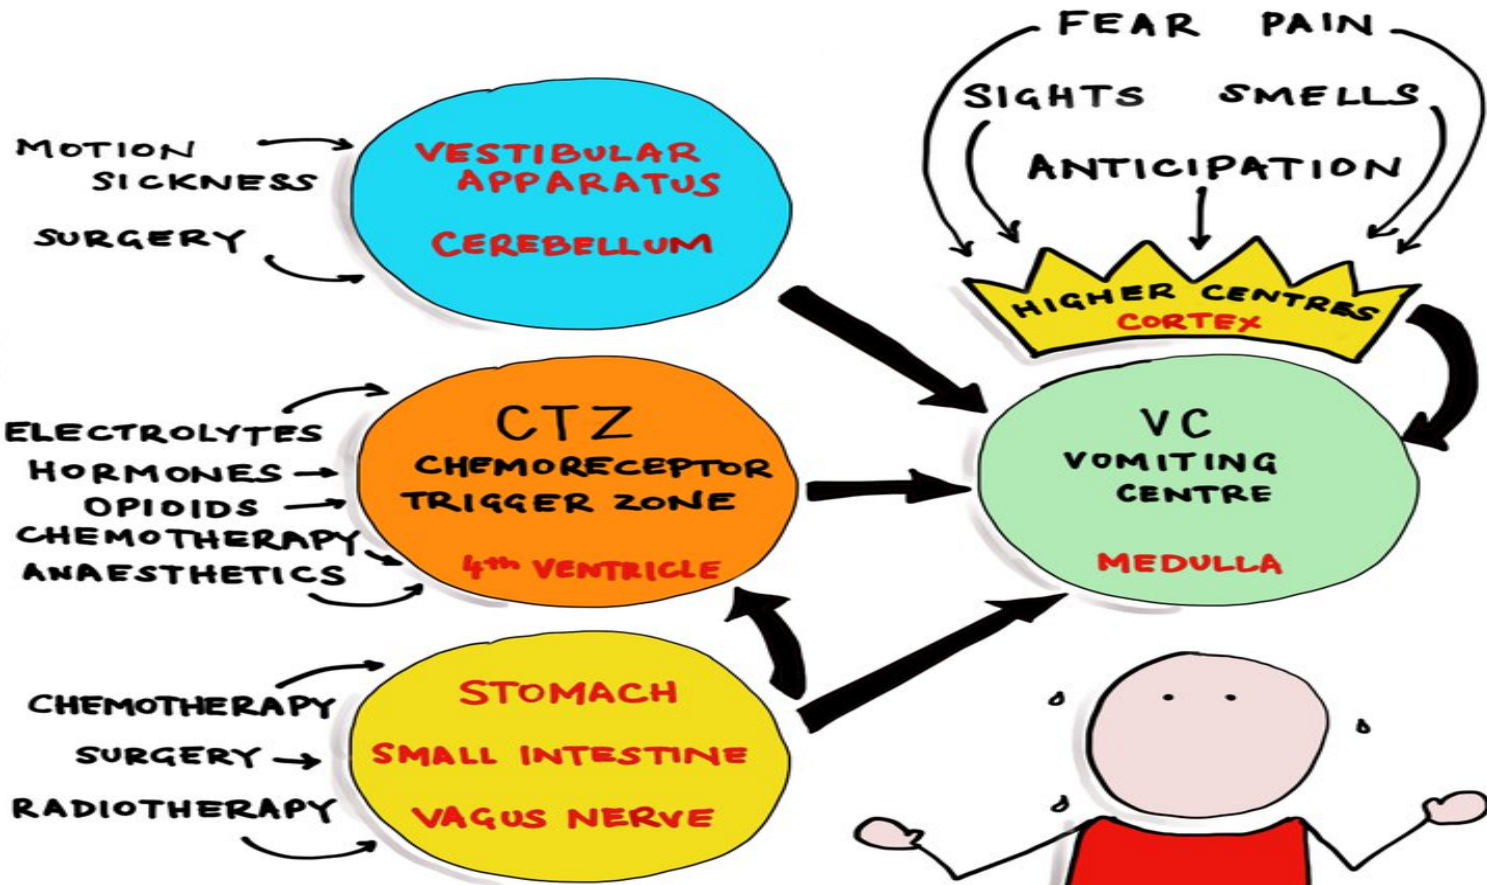 MOTION
SICKNESS
SURGERY
VESTIBULAR
APPARATUS
CEREBELLUM
FEAR PAIN
SIGHTS SMELLS
ANTICIPATION
HIGHER CENTRES
CORTEX
ELECTROLYTES
HORMONES
OPIOIDS
CHEMOTHERAPY
ANAESTHETICS
CTZ
CHEMORECEPTOR
TRIGGER ZONE
4th VENTRICLE
VC
VOMITING
CENTRE
MEDULLA
CHEMOTHERAPY
SURGERY
RADIOTHERAPY
STOMACH
SMALL INTESTINE
VAGUS NERVE